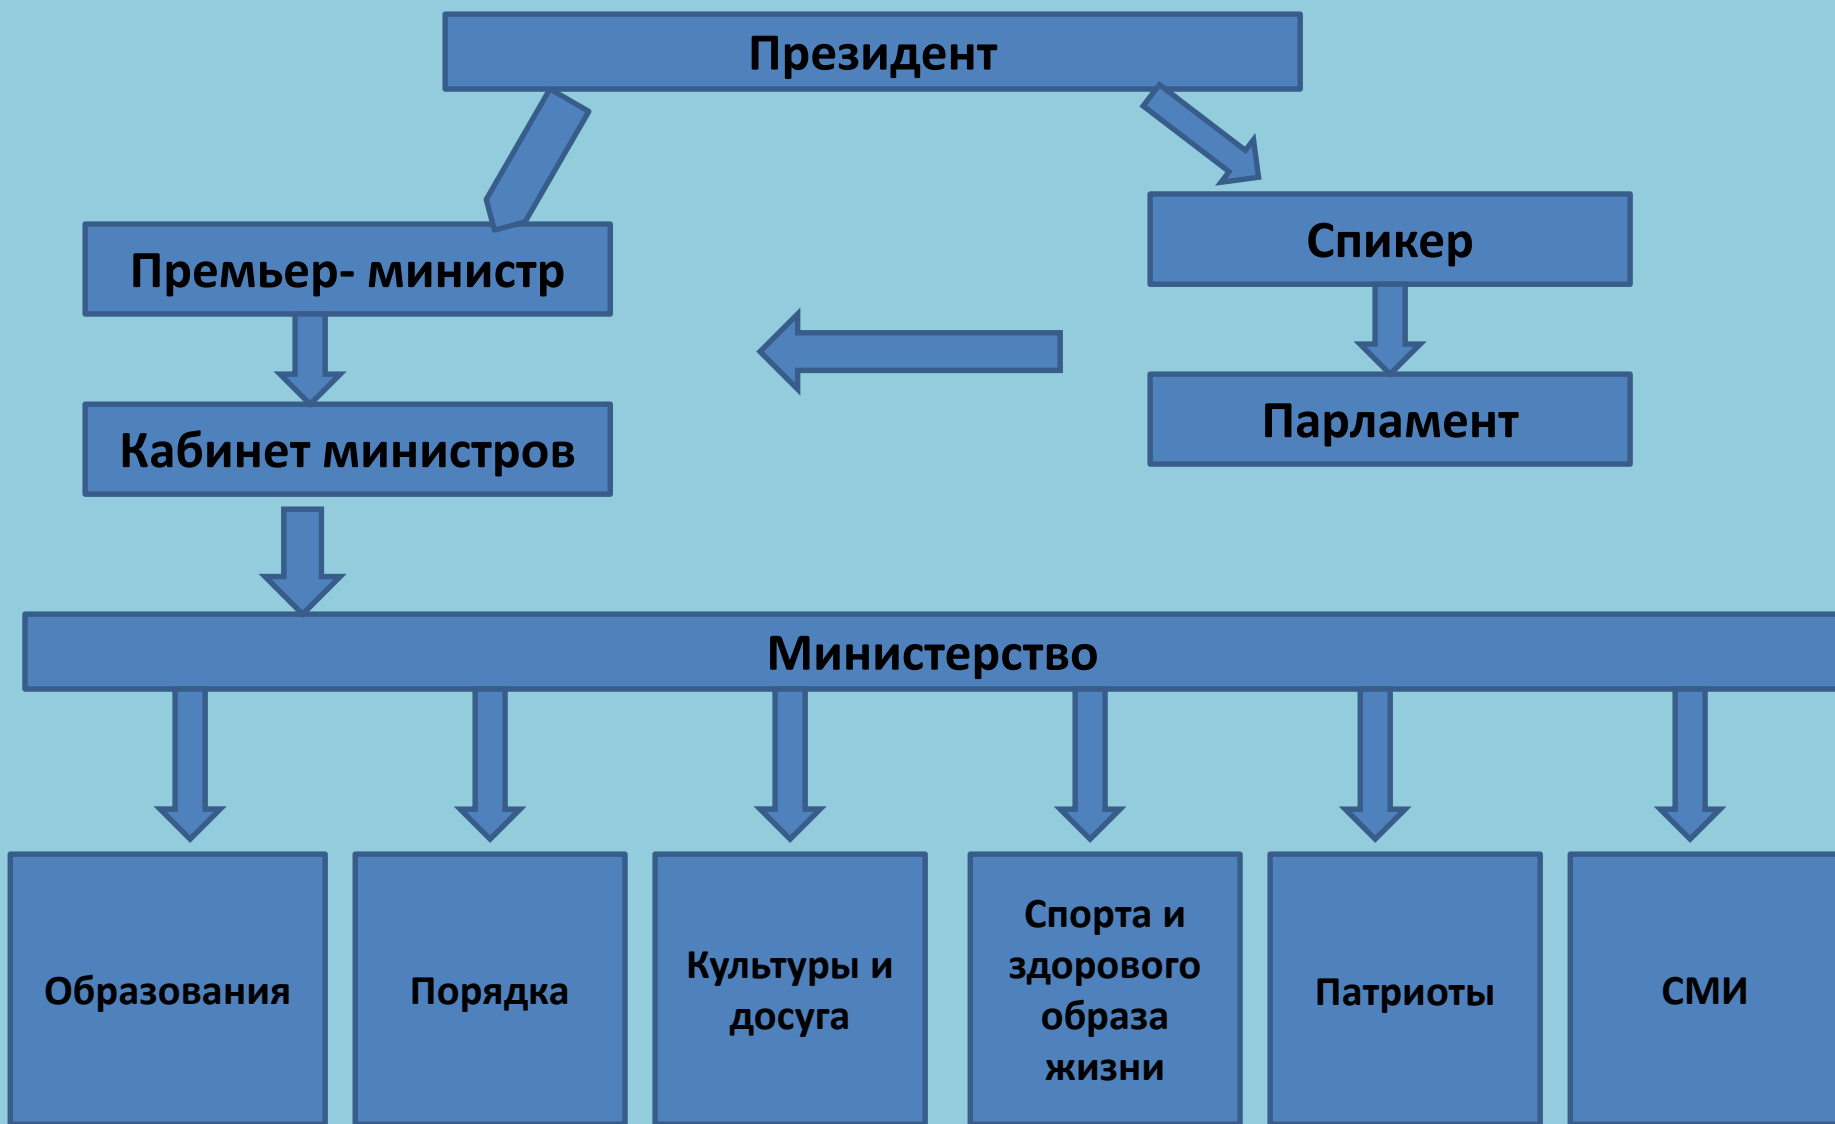 Президент
Спикер
Премьер- министр
Парламент
Кабинет министров
Министерство
Образования
Порядка
Культуры и
досуга
Спорта и
здорового
образа
жизни
Патриоты
СМИ